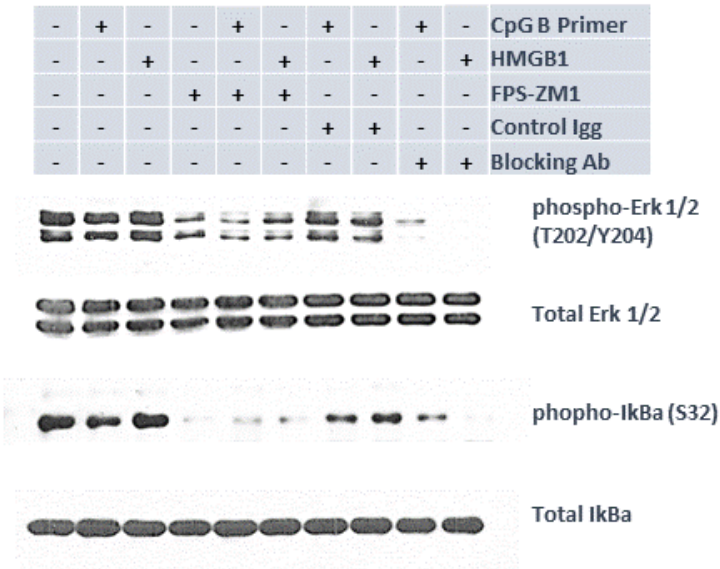 - + - - + - + - + - CpG B Primer
- - + - - + - + - + HMGB1
- - - + + + - - - - FPS-ZM1
- - - - - - + + - - Control Igg
- - - - - - - - + + Blocking Ab
phospho-Erk 1/2
(T202/Y204)
Total Erk 1/2
phopho-IkBa (S32)
Total IkBa